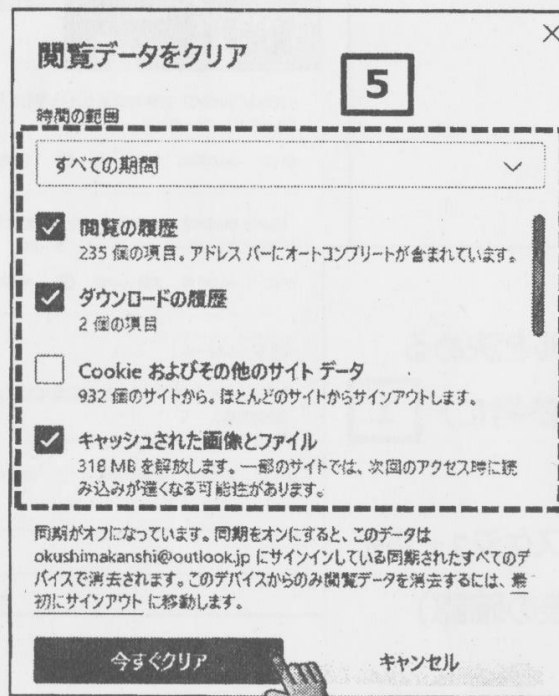 閲覧データをクリア
5
時間の範囲
すべての期間
閲覧の履歴
235 個の項目。アドレス バーにオートコンプリートが含まれています。
ダウンロードの履歴
2 個の項目
Cookie およびその他のサイト データ
932 個のサイトから。ほとんどのサイトからサインアウトします。
キャッシュされた画像とファイル
318 MB を解放します。一部のサイトでは、次回のアクセス時に読
み込みが遅くなる可能性があります。
同期がオフになっています。同期をオンにすると、このデータは
okushimakanshi@outlook.jp にサインインしている同期されたすべてのデ
バイスで消去されます。このデバイスからのみ閲覧データを消去するには、最
初にサインアウト に移動します。
今すぐクリア
キャンセル